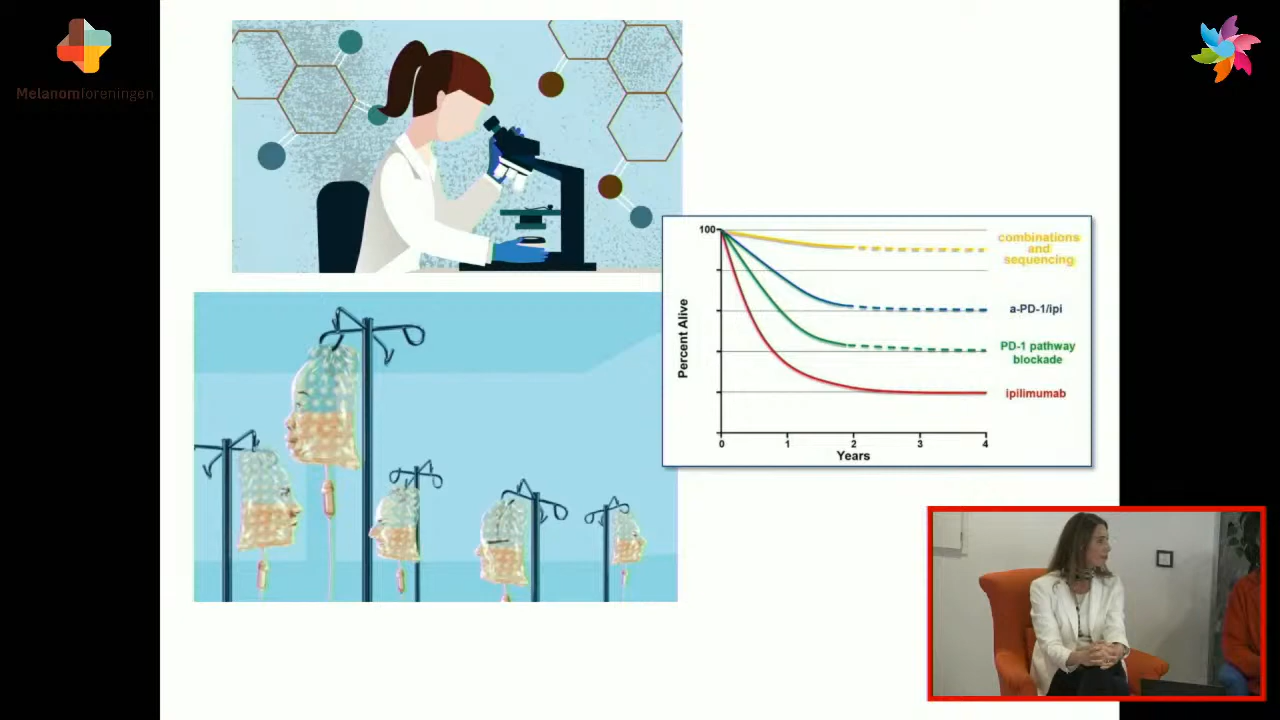 Melanomforeningen
100
Percent Alive
combinations
and
sequencing
a-PD-1/ipi
PD-1 pathway
blockade
ipilimumab
0 1 2 3 4
Years